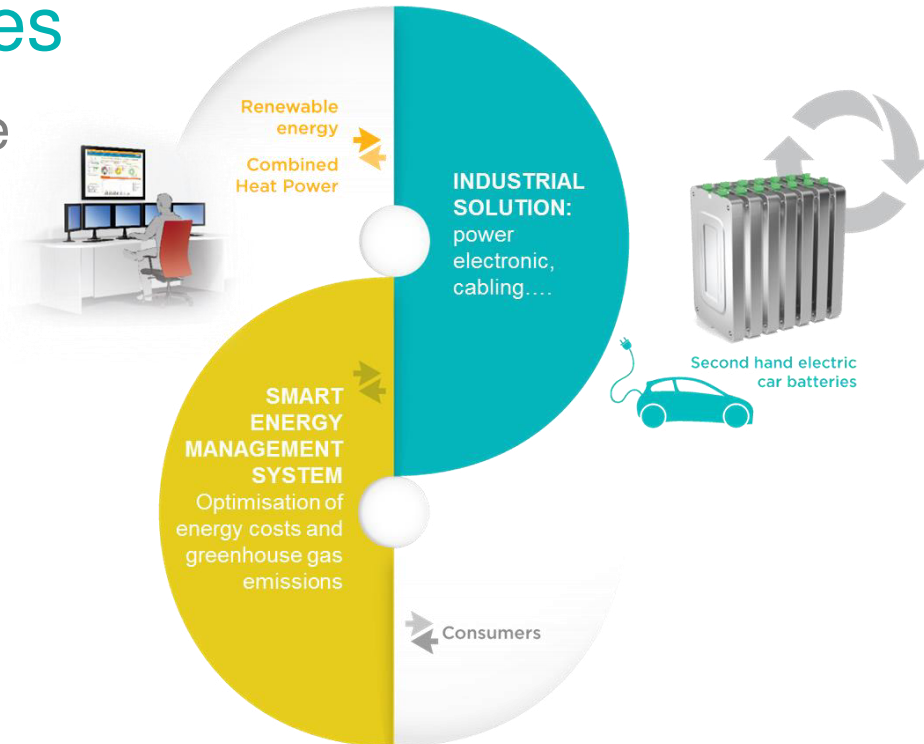 es
e
Renewable
energy
Combined
Heat Power
INDUSTRIAL
SOLUTION:
power
electronic,
cabling....
Second hand electric
car batteries
SMART
ENERGY
MANAGEMENT
SYSTEM
Optimisation of
energy costs and
greenhouse gas
emissions
Consumers